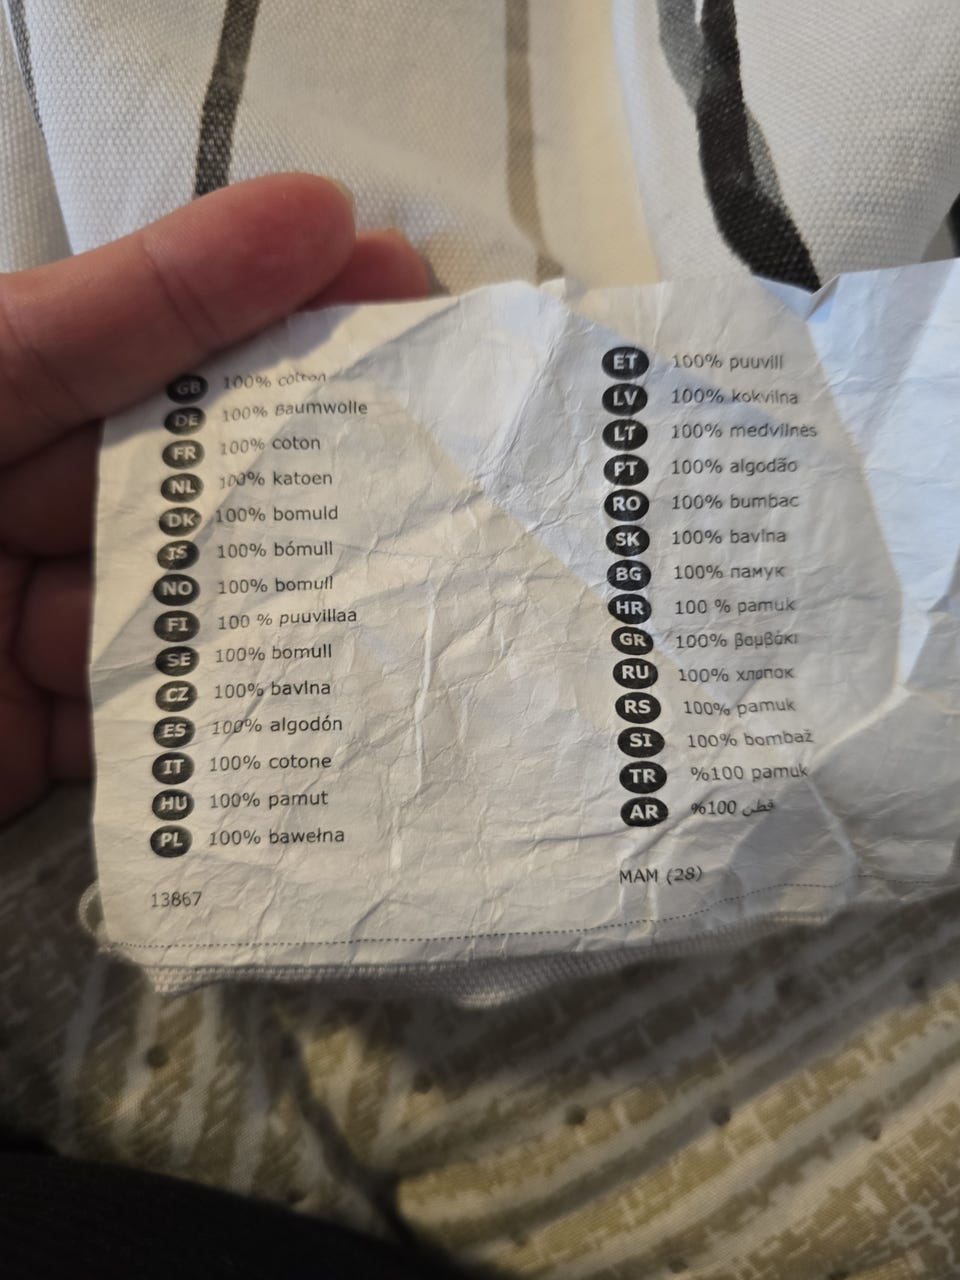 GB 100% cotton
DE 100% Baumwolle
FR 100% coton
NL 100% katoen
DK 100% bomuld
IS 100% bómull
NO 100% bomull
FI 100 % puuvillaa
SE 100% bomull
CZ 100% bavlna
ES 100% algodón
IT 100% cotone
HU 100% pamut
PL 100% bawełna
13867
ET 100% puuvill
LV 100% kokvilna
LT 100% medvilnės
PT 100% algodão
RO 100% bumbac
SK 100% bavlna
BG 100% памук
HR 100 % pamuk
GR 100% βαμβάκι
RU 100% хлопок
RS 100% pamuk
SI 100% bombaž
TR %100 pamuk
AR %100 قطن
MAM (28)